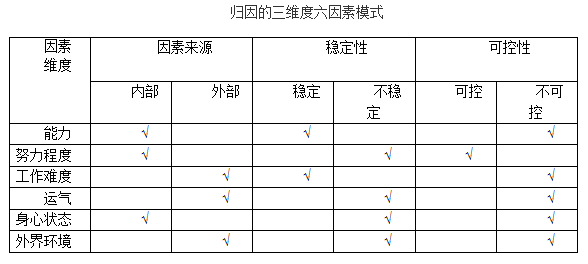 归因的三维度六因素模式
因素 因素来源 稳定性 可控性
维度
内部 外部 稳定 不稳 可控 不可
定 控
能力 √ √ √
努力程度 √ √ √
工作难度 √ √ √
运气 √ √ √
身心状态 √ √ √
外界环境 √ √ √